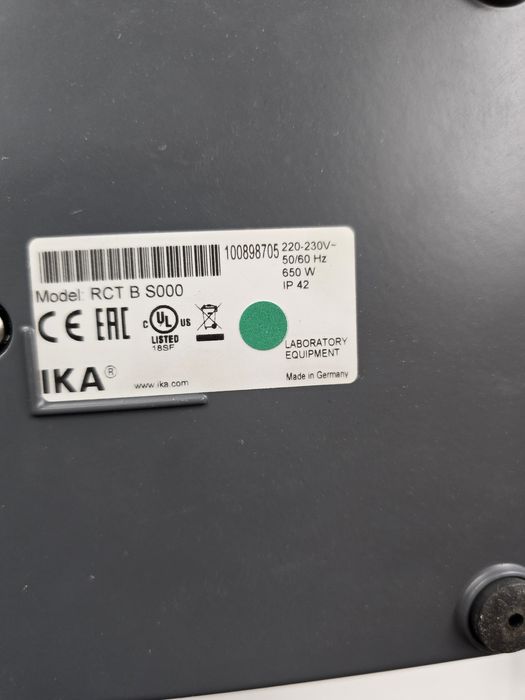 100898705
220-230V~
50/60 Hz
650 W
IP 42
Model: RCT B S000
CE EAC
C UL US
LISTED
18SF
LABORATORY
EQUIPMENT
IKA®
www.ika.com
Made in Germany